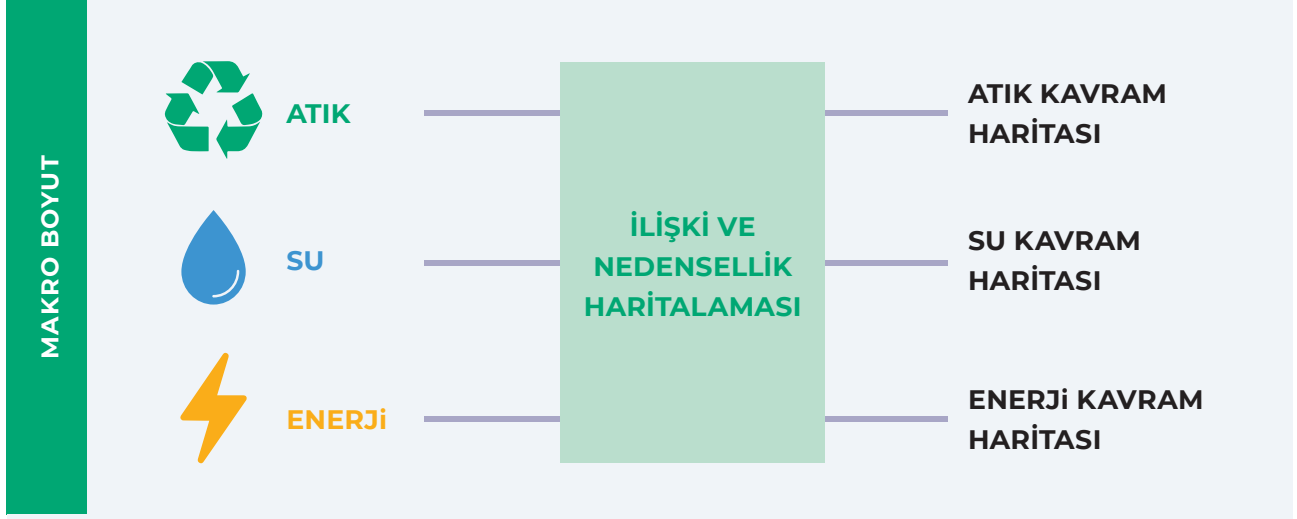 MAKRO BOYUT
ATIK
SU
ENERJi
İLİŞKİ VE
NEDENSELLİK
HARİTALAMASI
ATIK KAVRAM
HARİTASI
SU KAVRAM
HARİTASI
ENERJi KAVRAM
HARİTASI